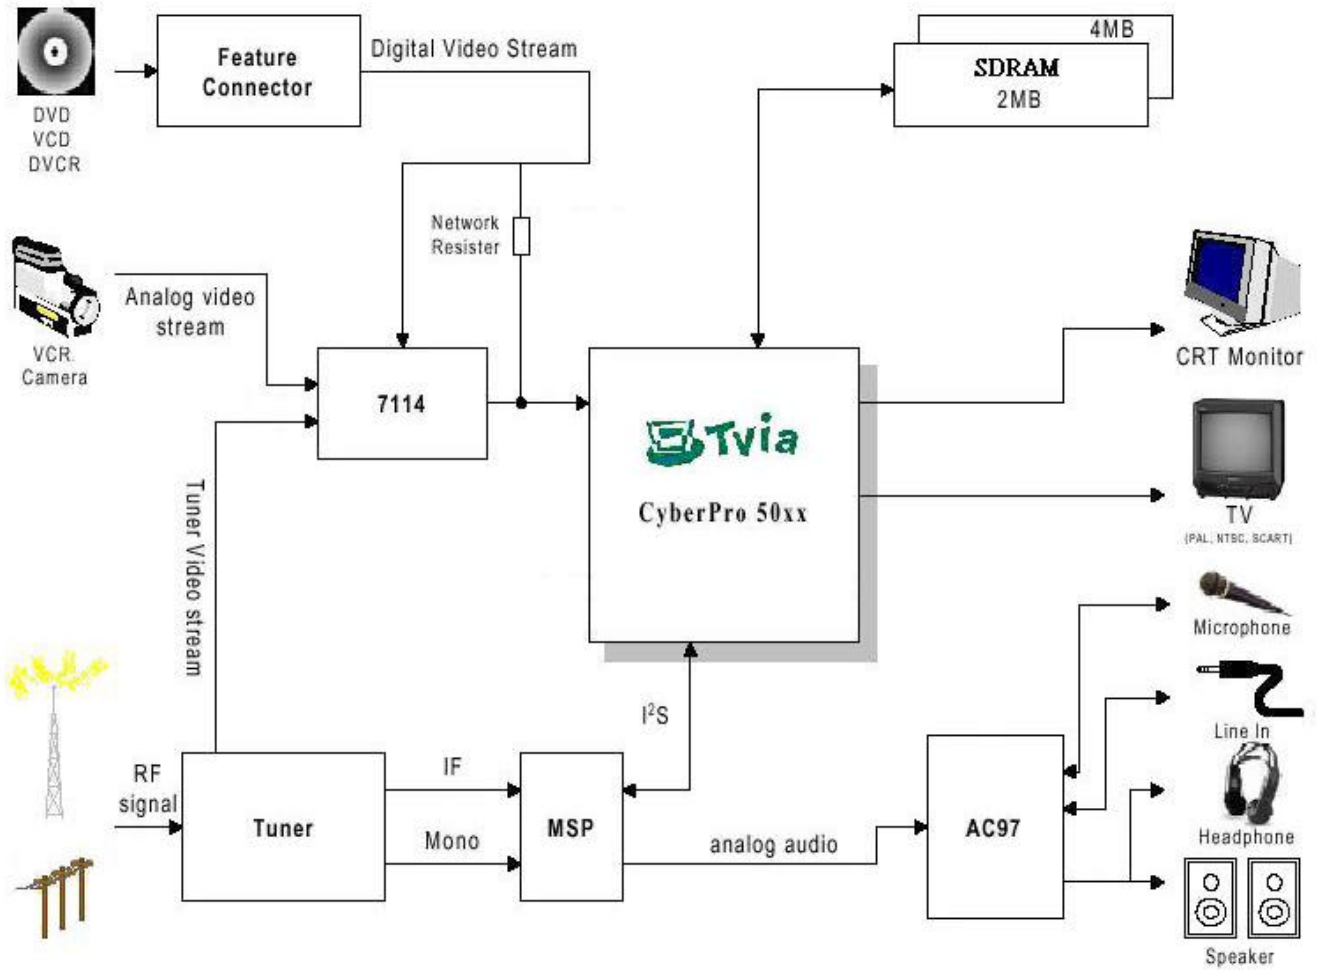 DVD
VCD
DVCR
Feature
Connector
Digital Video Stream
4MB
SDRAM
2MB
Network
Resister
Analog video
stream
VCR.
Camera
7114
Tvia
CyberPro 50xx
CRT Monitor
TV
(PAL, NTSC, SCART)
Tuner Video stream
Microphone
I²S
Line In
RF
signal
Tuner
IF
Mono
MSP
analog audio
AC97
Headphone
Speaker